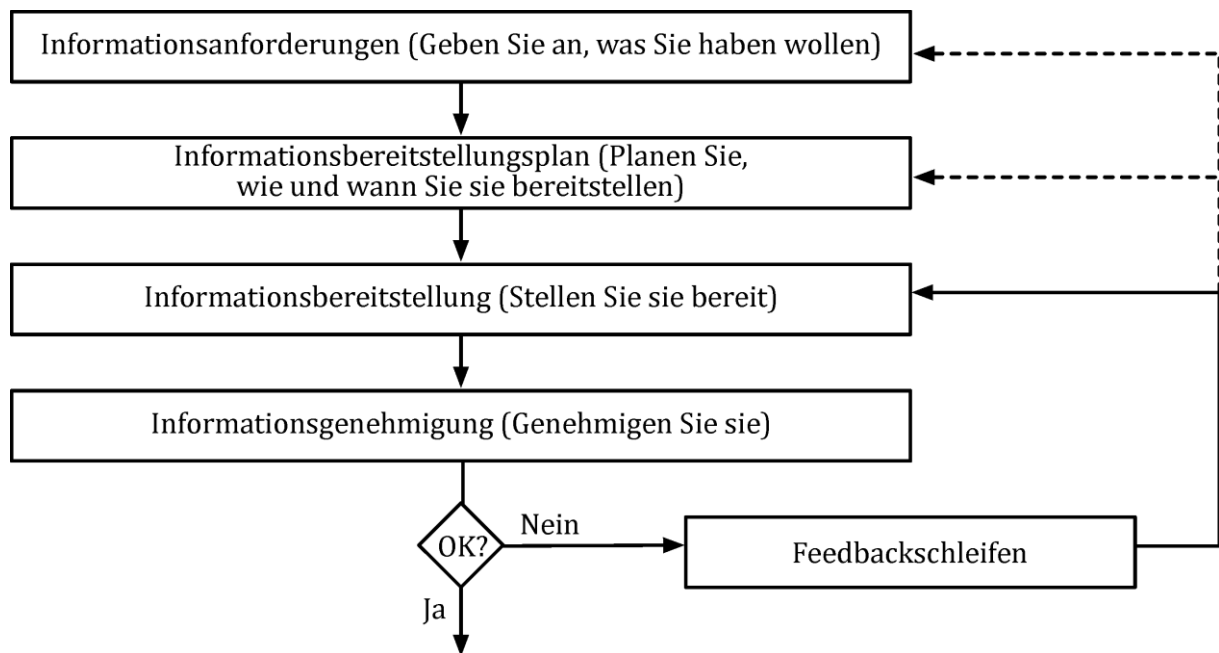 Informationsanforderungen (Geben Sie an, was Sie haben wollen)
Informationsbereitstellungsplan (Planen Sie,
wie und wann Sie sie bereitstellen)
Informationsbereitstellung (Stellen Sie sie bereit)
Informationsgenehmigung (Genehmigen Sie sie)
OK?
Nein
Feedbackschleifen
Ja